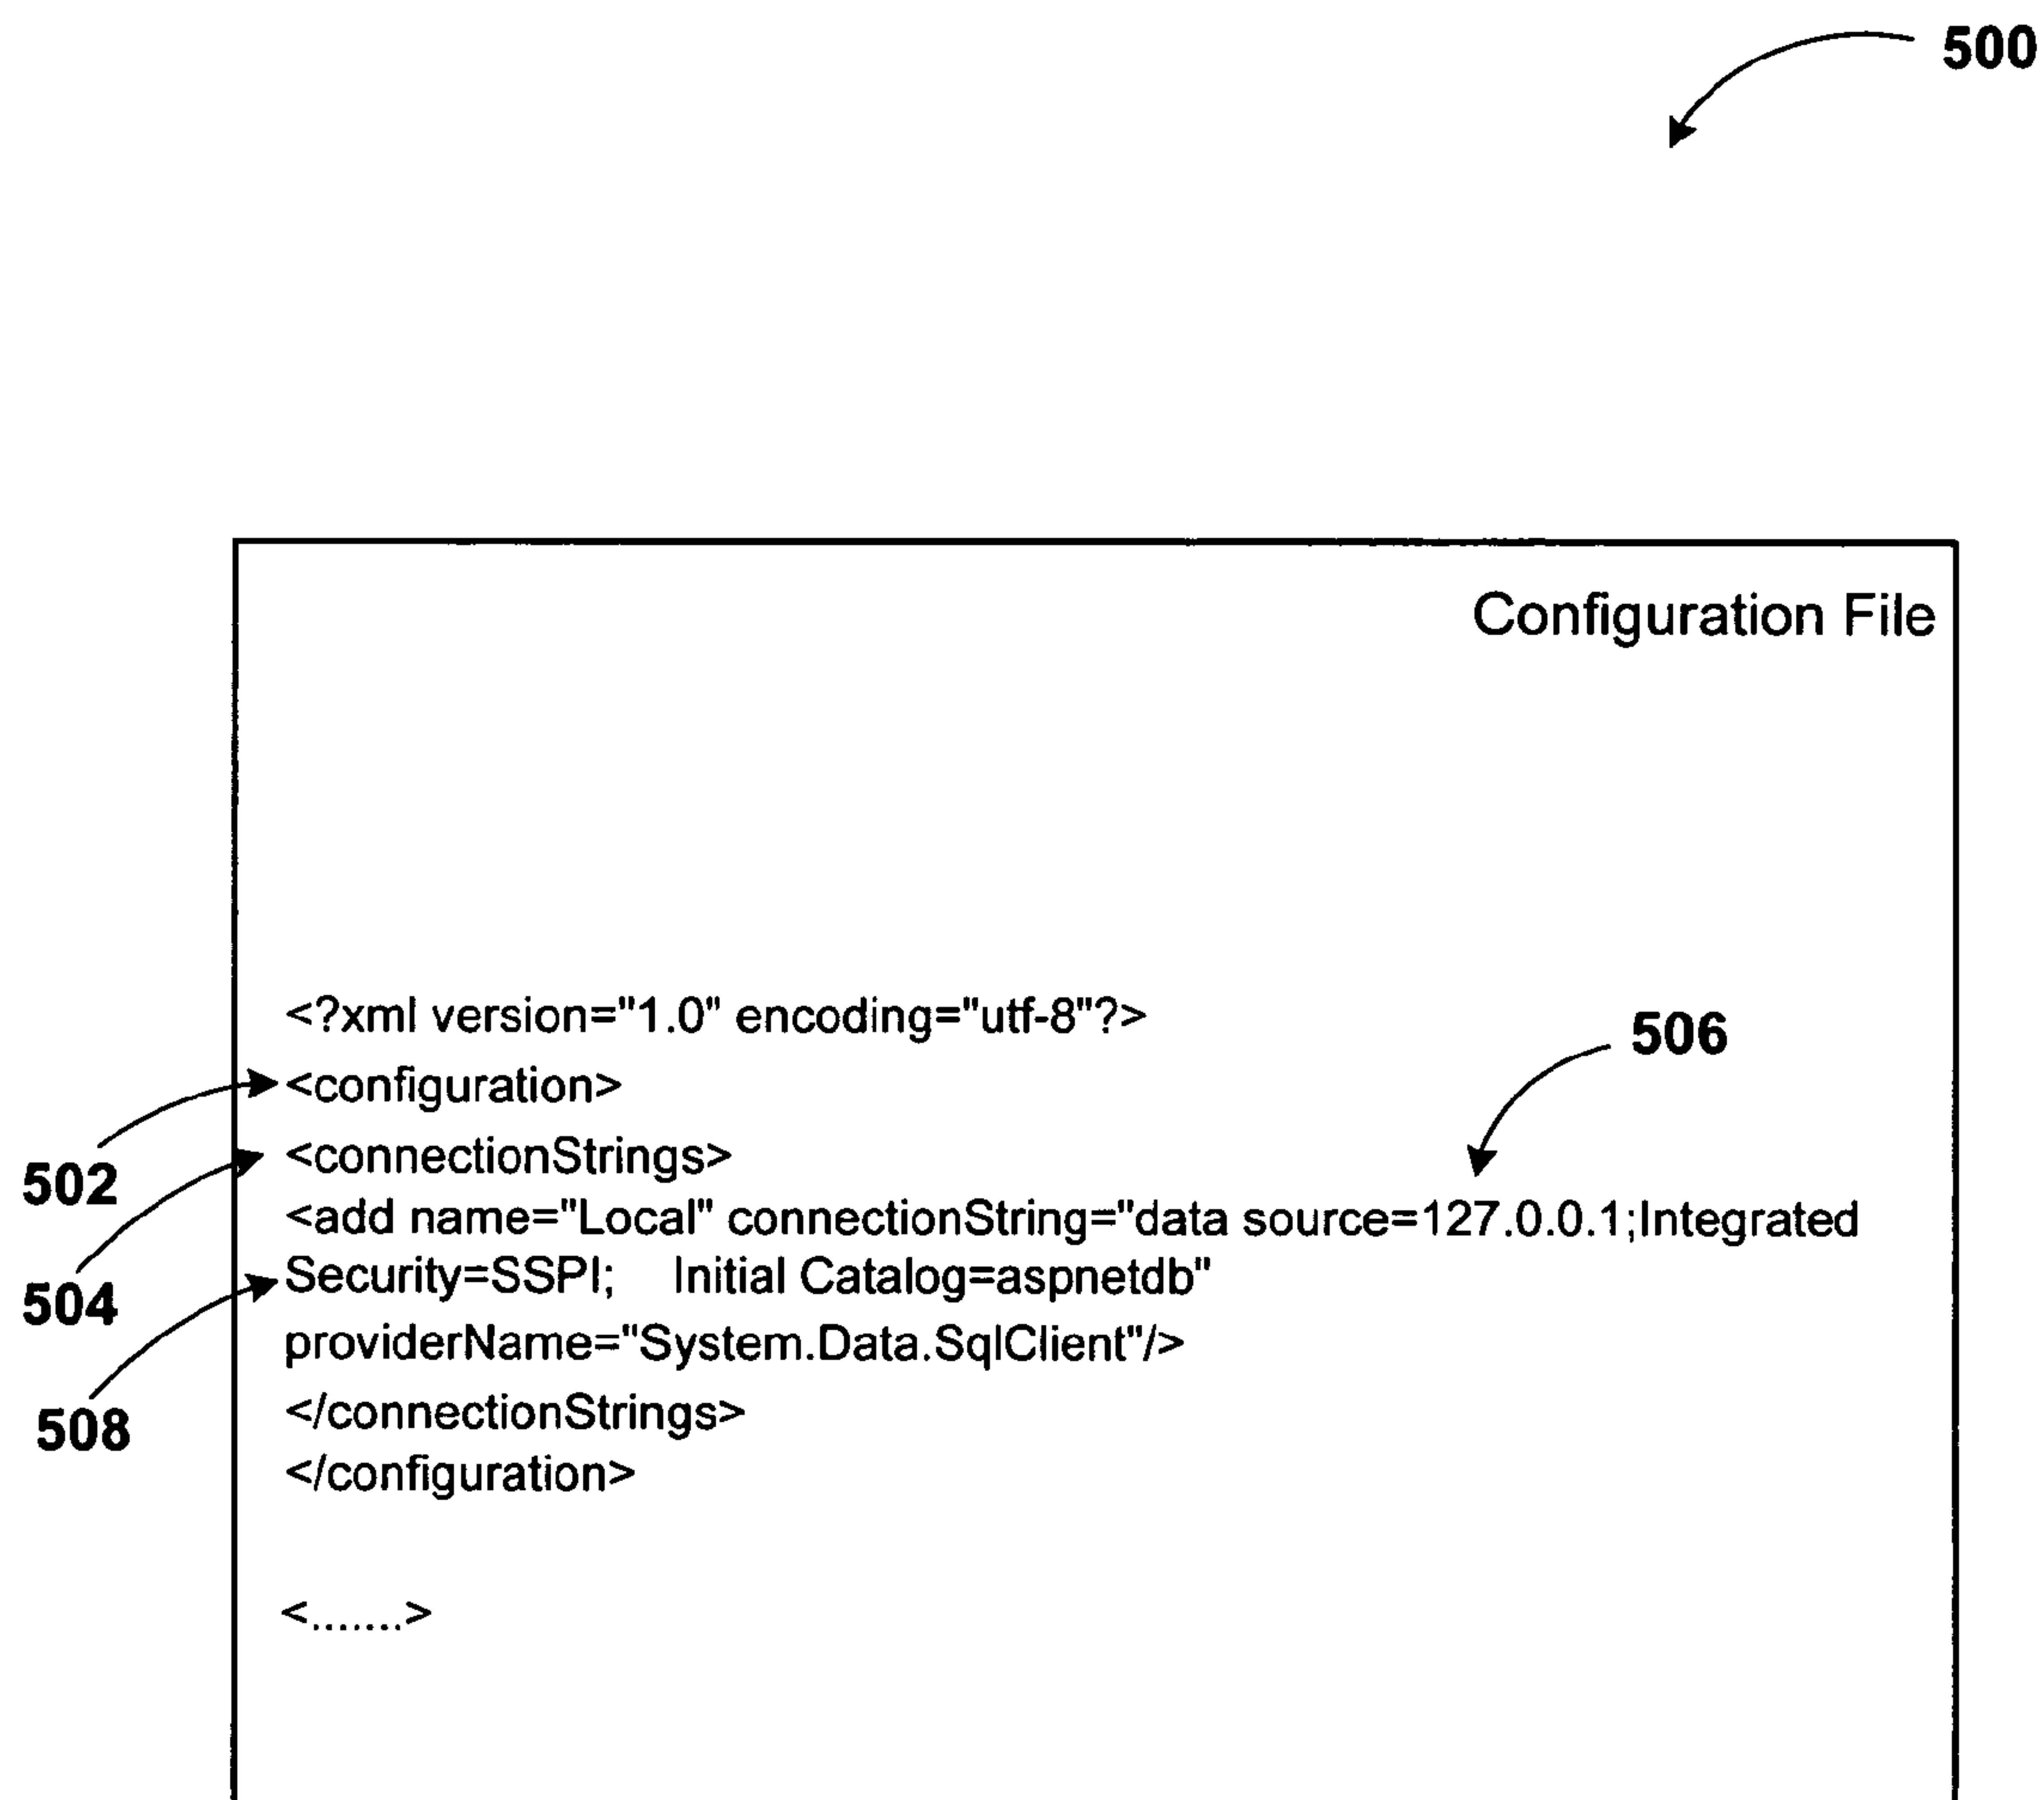 500
Configuration File
<?xml version="1.0" encoding="utf-8"?>
506
<configuration>
<connectionStrings>
502
<add name="Local" connectionString="data source=127.0.0.1;Integrated
Security=SSPI;    Initial Catalog=aspnetdb"
504
providerName="System.Data.SqlClient"/>
</connectionStrings>
508
</configuration>
<.......>